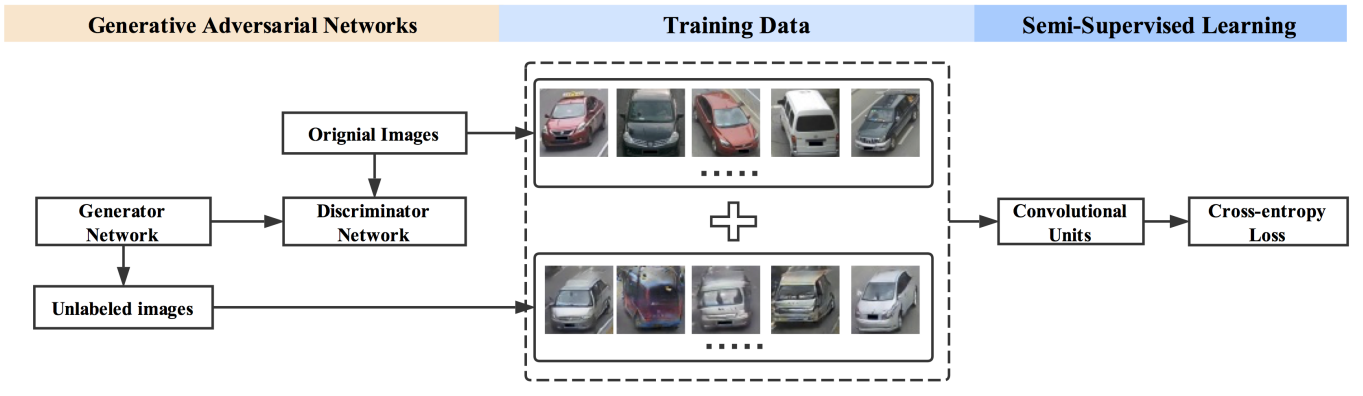 Generative Adversarial Networks
Training Data
Semi-Supervised Learning
Orignial Images
Generator
Network
Discriminator
Network
Unlabeled images
Convolutional
Units
Cross-entropy
Loss